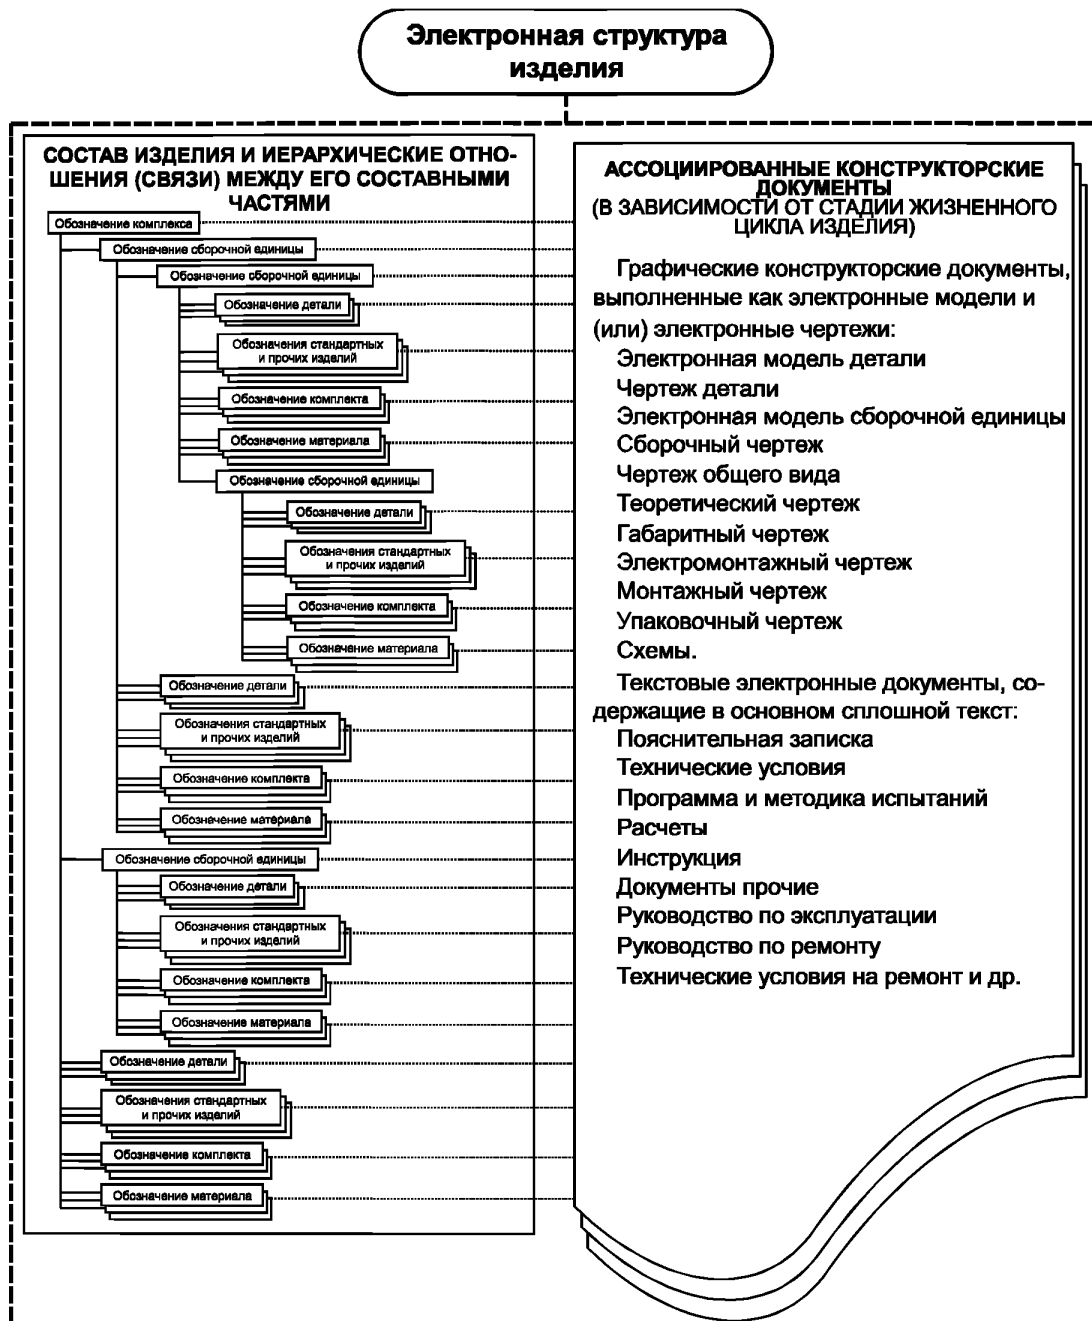 Электронная структура
изделия
СОСТАВ ИЗДЕЛИЯ И ИЕРАРХИЧЕСКИЕ ОТНО-
ШЕНИЯ (СВЯЗИ) МЕЖДУ ЕГО СОСТАВНЫМИ
ЧАСТЯМИ
Обозначение комплекса
Обозначение сборочной единицы
Обозначение сборочной единицы
Обозначение детали
Обозначения стандартных
и прочих изделий
Обозначение комплекта
Обозначение материала
Обозначение сборочной единицы
Обозначение детали
Обозначения стандартных
и прочих изделий
Обозначение комплекта
Обозначение материала
Обозначение детали
Обозначения стандартных
и прочих изделий
Обозначение комплекта
Обозначение материала
Обозначение сборочной единицы
Обозначение детали
Обозначения стандартных
и прочих изделий
Обозначение комплекта
Обозначение материала
Обозначение детали
Обозначения стандартных
и прочих изделий
Обозначение комплекта
Обозначение материала
АССОЦИИРОВАННЫЕ КОНСТРУКТОРСКИЕ
ДОКУМЕНТЫ
(В ЗАВИСИМОСТИ ОТ СТАДИИ ЖИЗНЕННОГО
ЦИКЛА ИЗДЕЛИЯ)
Графические конструкторские документы,
выполненные как электронные модели и
(или) электронные чертежи:
Электронная модель детали
Чертеж детали
Электронная модель сборочной единицы
Сборочный чертеж
Чертеж общего вида
Теоретический чертеж
Габаритный чертеж
Электромонтажный чертеж
Монтажный чертеж
Упаковочный чертеж
Схемы.
Текстовые электронные документы, со-
держащие в основном сплошной текст:
Пояснительная записка
Технические условия
Программа и методика испытаний
Расчеты
Инструкция
Документы прочие
Руководство по эксплуатации
Руководство по ремонту
Технические условия на ремонт и др.